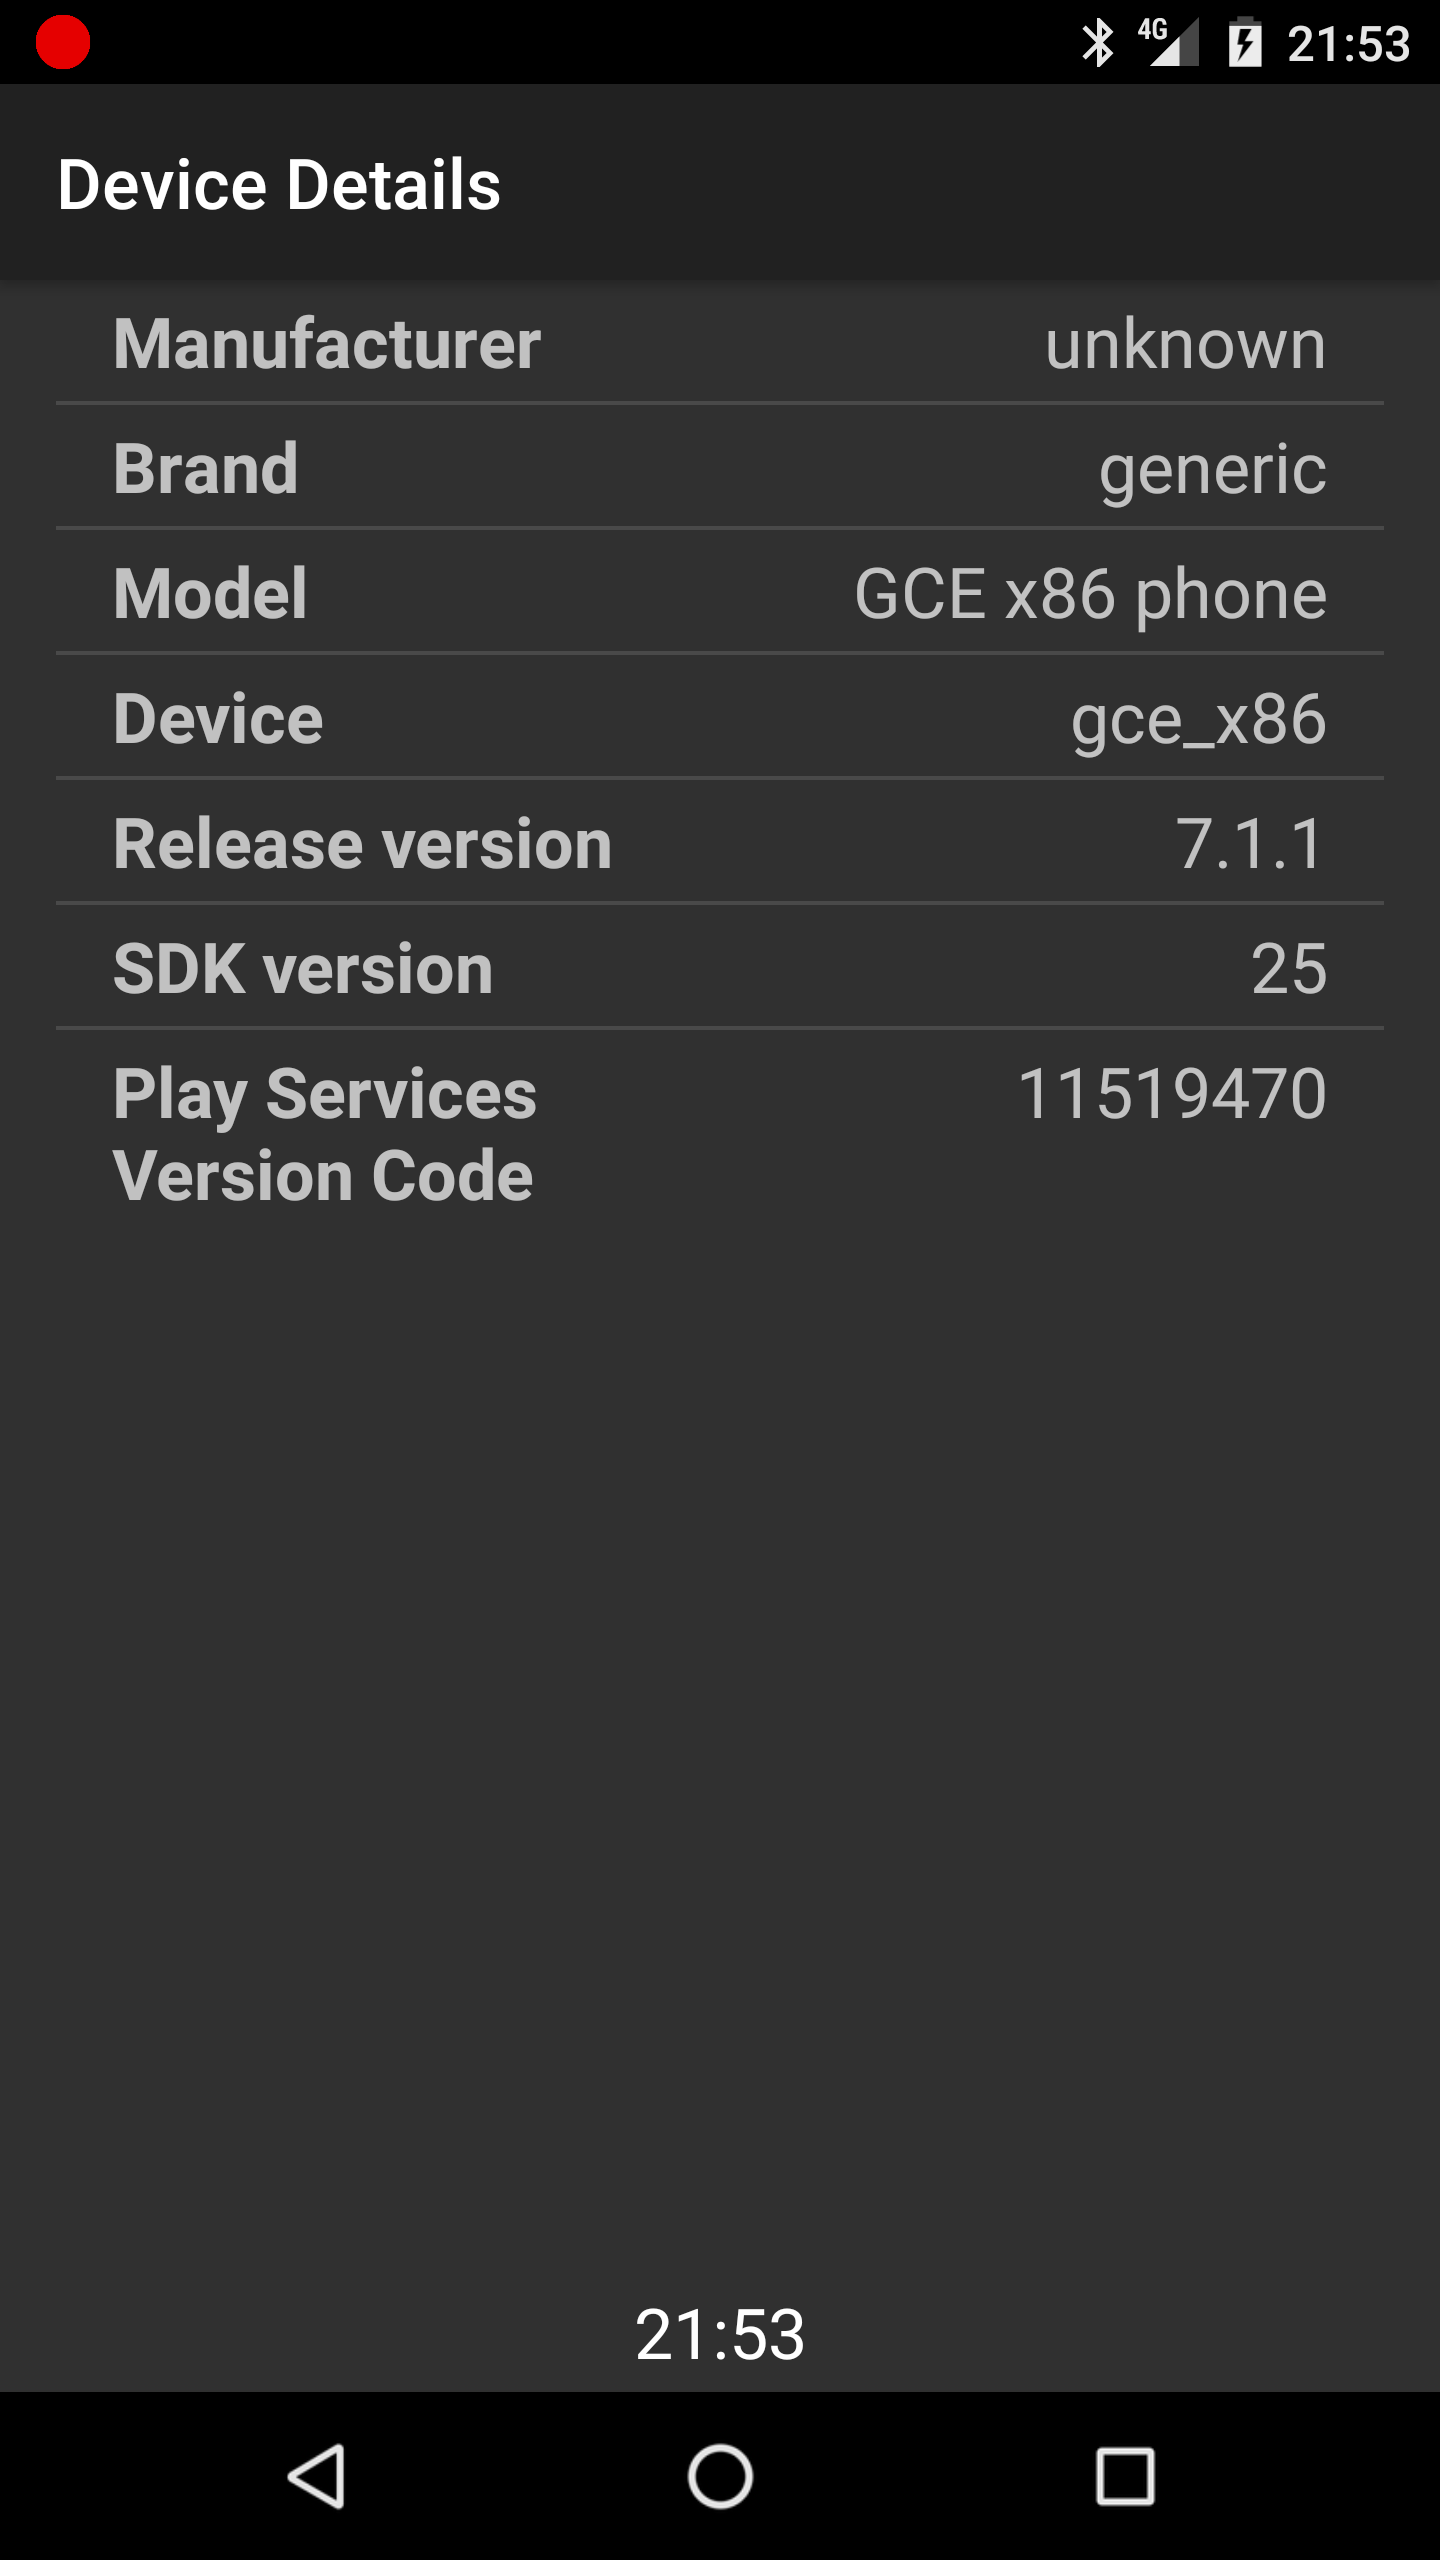 4G 21:53
Device Details
Manufacturer unknown
Brand generic
Model GCE x86 phone
Device gce_x86
Release version 7.1.1
SDK version 25
Play Services 11519470
Version Code
21:53